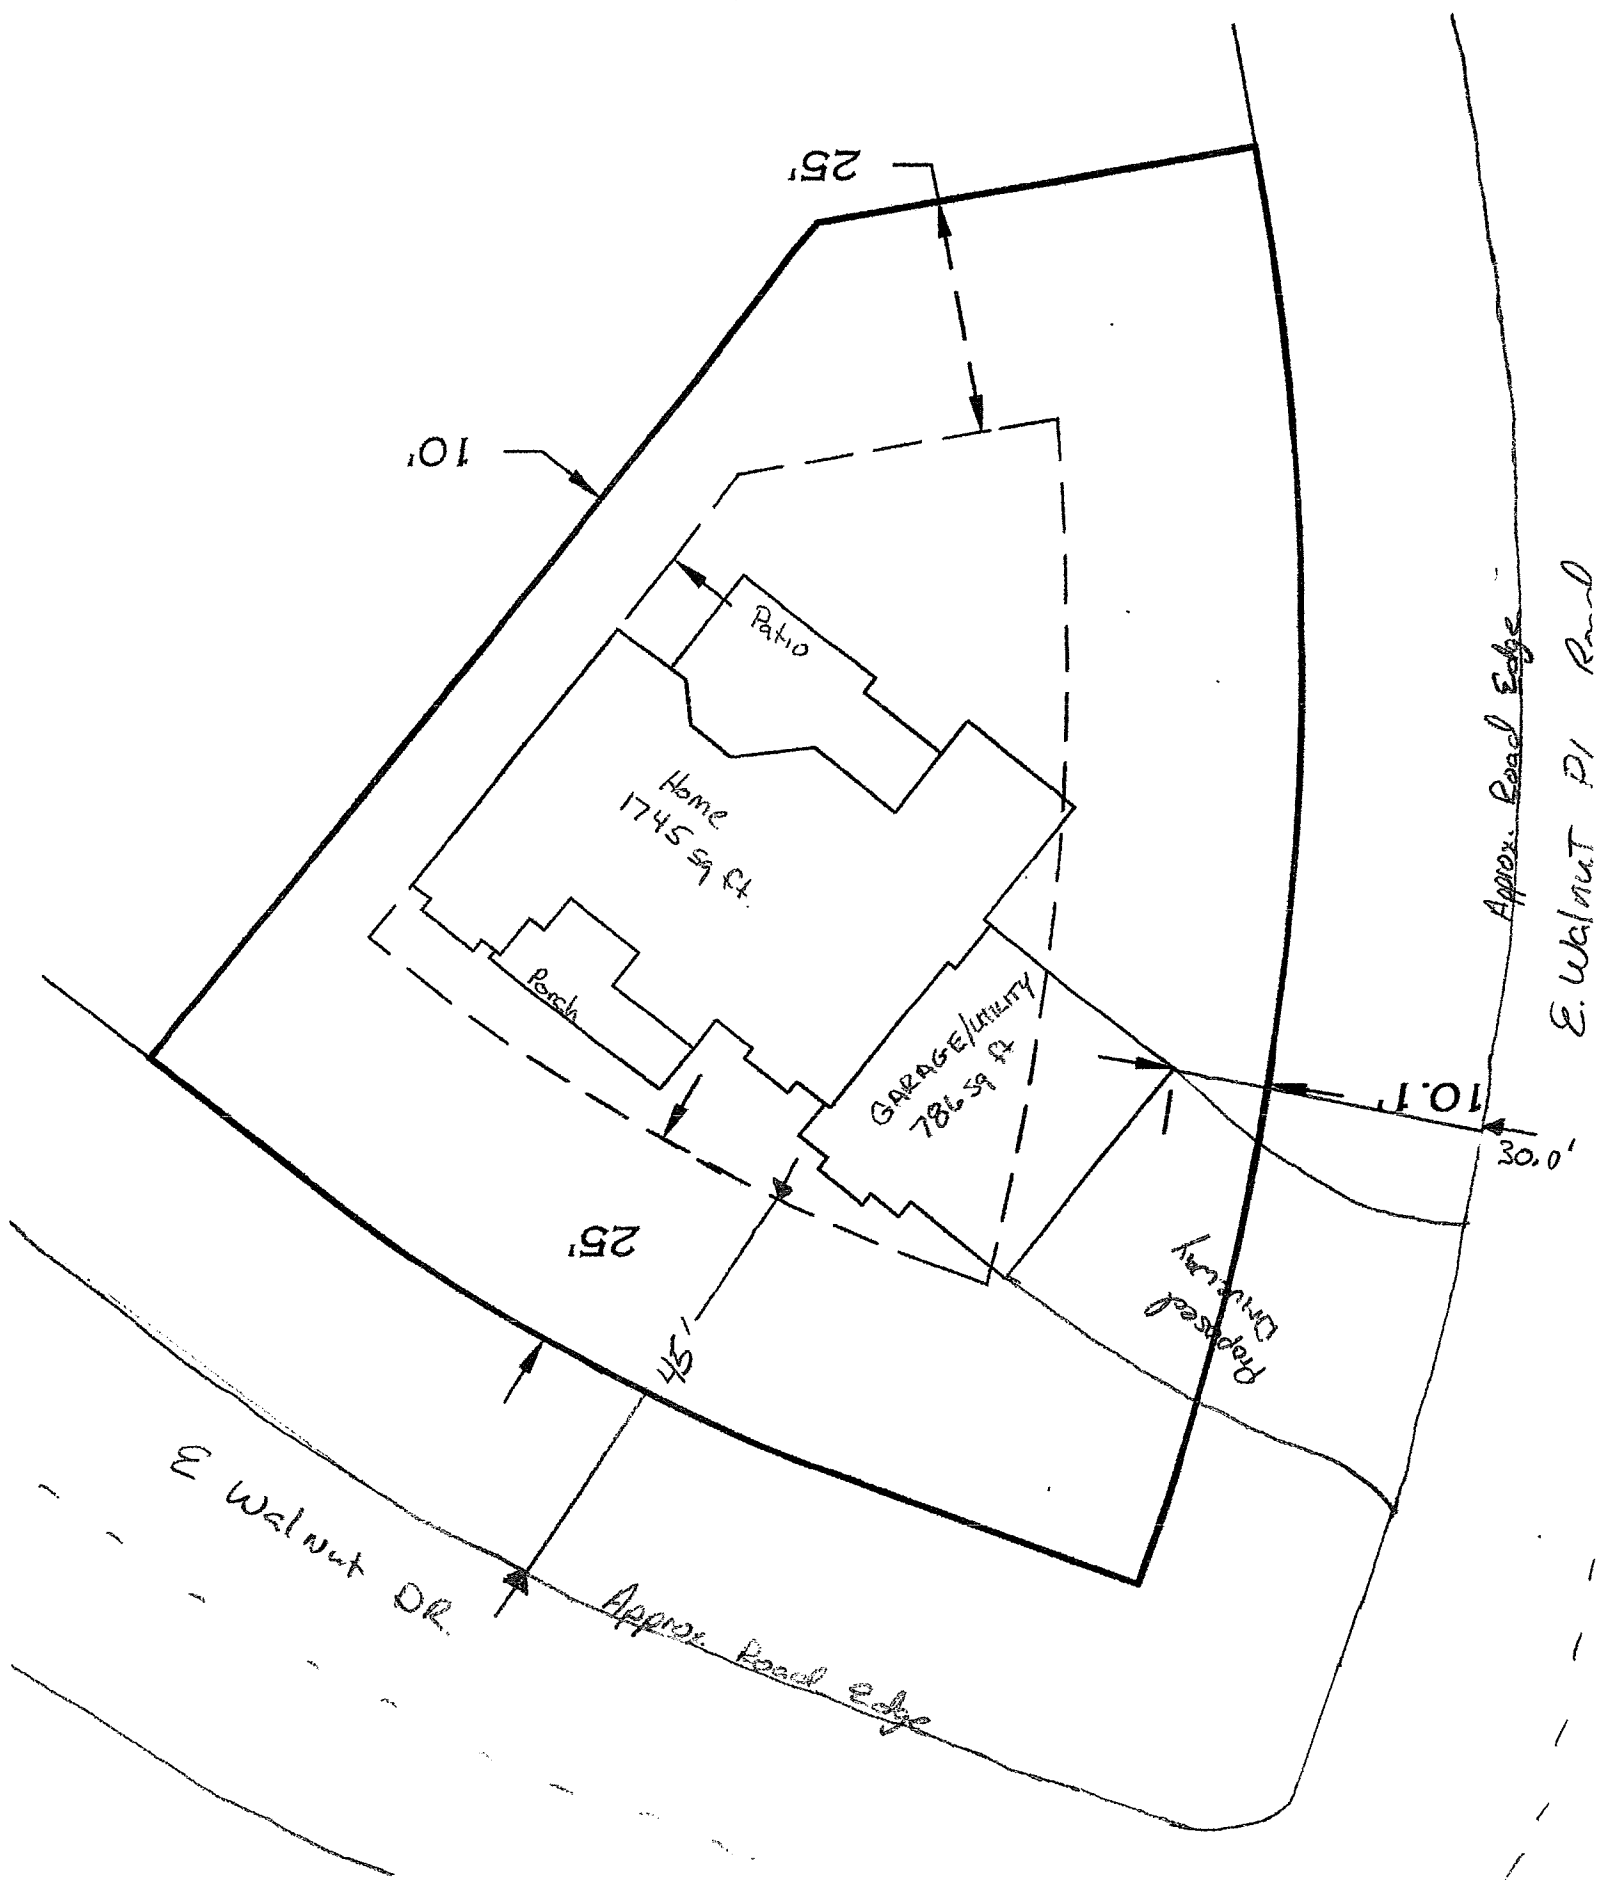 25'
10'
Patio
Home
1745 sq ft.
Porch
GARAGE/UTILITY
786 sq ft
10.1'
30.0'
Proposed
Driveway
25'
45'
E Walnut DR.
Approx. Road Edge
Approx. Road Edge
E. Walnut Pl Road